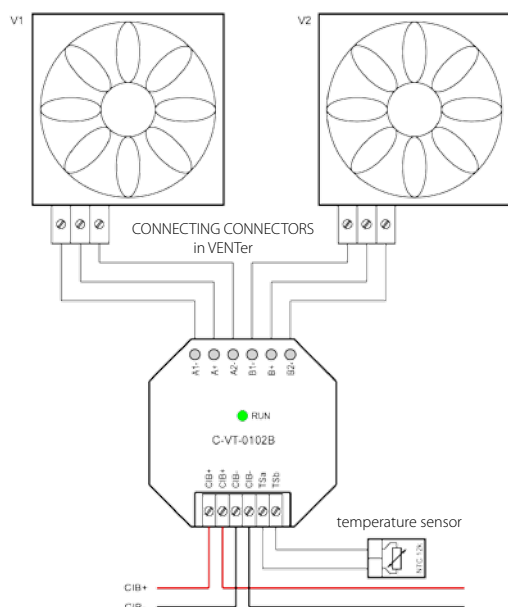 V1
V2
CONNECTING CONNECTORS
in VENTer
A1-
A+
A2-
B1-
B+
B2-
RUN
C-VT-0102B
CIB+
CIB+
CIB-
CIB-
TSa
TSb
temperature sensor
NTC 12k
CIB+
CIB